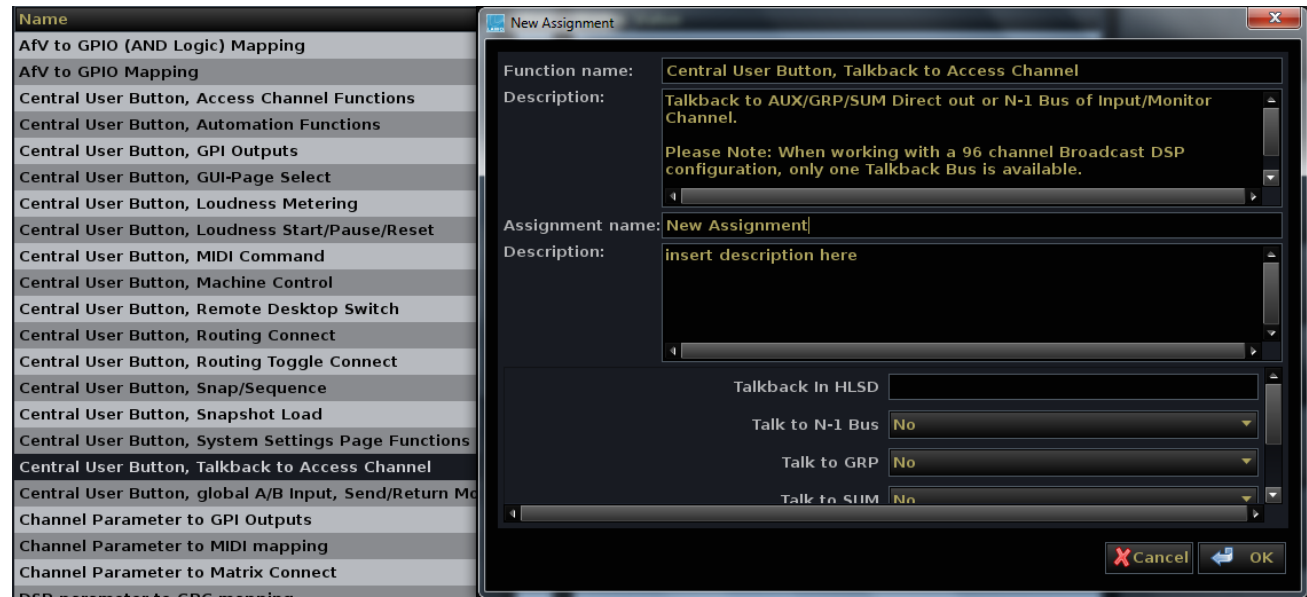 Name
AfV to GPIO (AND Logic) Mapping
AfV to GPIO Mapping
Central User Button, Access Channel Functions
Central User Button, Automation Functions
Central User Button, GPI Outputs
Central User Button, GUI-Page Select
Central User Button, Loudness Metering
Central User Button, Loudness Start/Pause/Reset
Central User Button, MIDI Command
Central User Button, Machine Control
Central User Button, Remote Desktop Switch
Central User Button, Routing Connect
Central User Button, Routing Toggle Connect
Central User Button, Snap/Sequence
Central User Button, Snapshot Load
Central User Button, System Settings Page Functions
Central User Button, Talkback to Access Channel
Central User Button, global A/B Input, Send/Return Mo
Channel Parameter to GPI Outputs
Channel Parameter to MIDI mapping
Channel Parameter to Matrix Connect
New Assignment
Function name: Central User Button, Talkback to Access Channel
Description: Talkback to AUX/GRP/SUM Direct out or N-1 Bus of Input/Monitor
Channel.
Please Note: When working with a 96 channel Broadcast DSP
configuration, only one Talkback Bus is available.
Assignment name: New Assignment
Description: insert description here
Talkback In HLSD
Talk to N-1 Bus No
Talk to GRP No
Talk to SUM No
Cancel OK